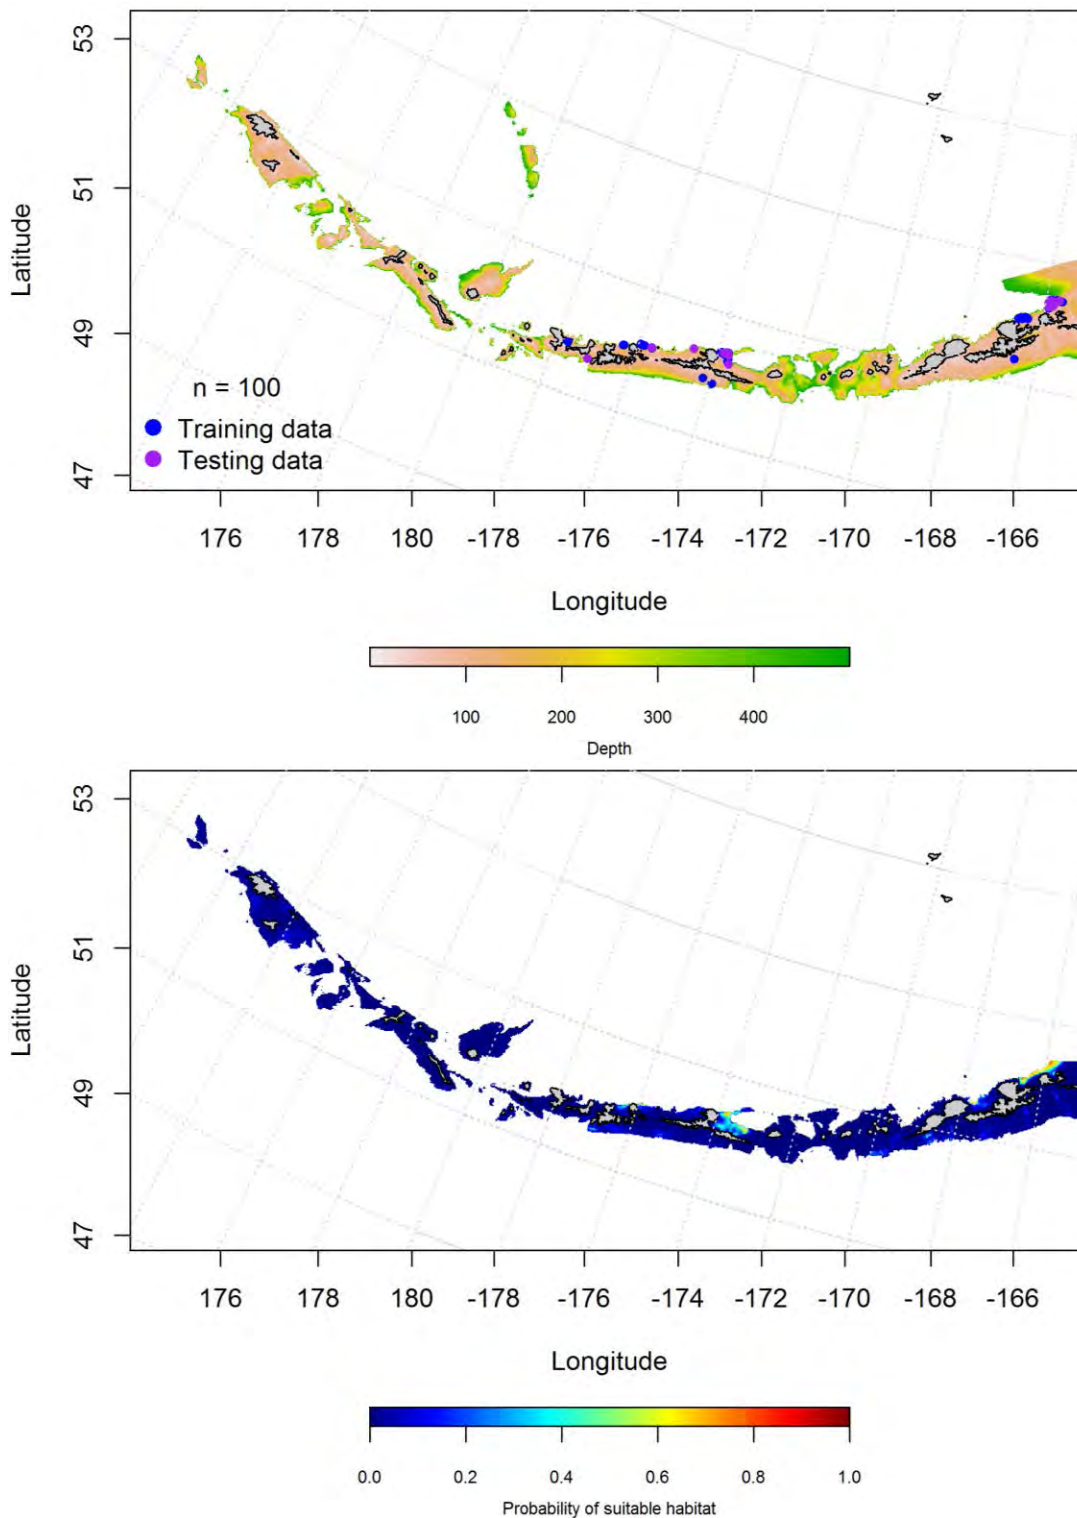 53
51
49
47
Latitude
n = 100
Training data
Testing data
176 178 180 -178 -176 -174 -172 -170 -168 -166
Longitude
100 200 300 400
Depth
53
51
49
47
Latitude
176 178 180 -178 -176 -174 -172 -170 -168 -166
Longitude
0.0 0.2 0.4 0.6 0.8 1.0
Probability of suitable habitat